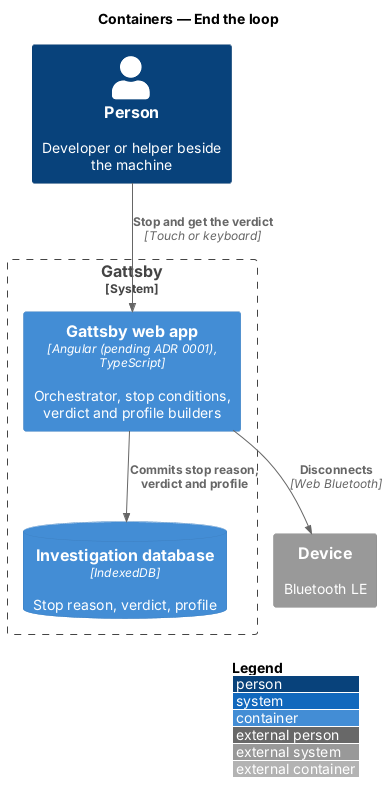 Containers — End the loop
Person
Developer or helper beside
the machine
Stop and get the verdict
[Touch or keyboard]
Gattsby
[System]
Gattsby web app
[Angular (pending ADR 0001),
TypeScript]
Orchestrator, stop conditions,
verdict and profile builders
Commits stop reason,
verdict and profile
Disconnects
[Web Bluetooth]
Investigation database
[IndexedDB]
Stop reason, verdict, profile
Device
Bluetooth LE
Legend
person
system
container
external person
external system
external container